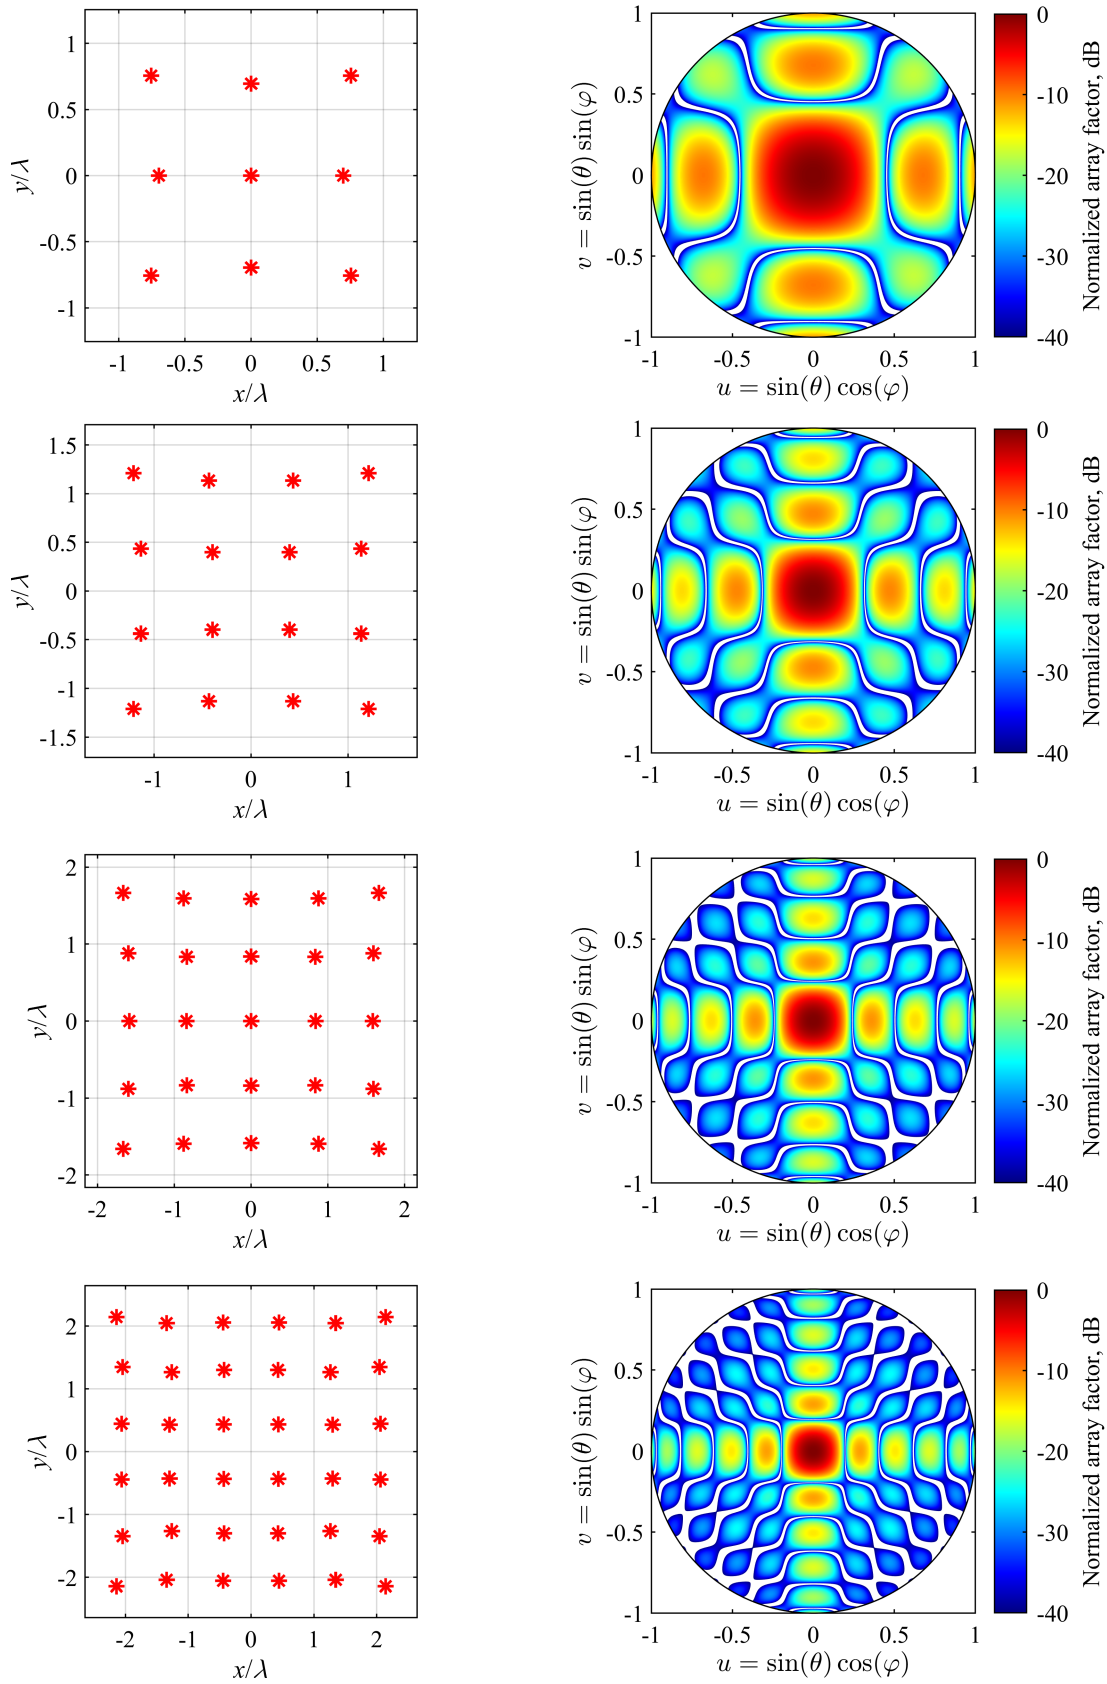 1
0.5
0
-0.5
-1
y/λ
-1 -0.5 0 0.5 1
x/λ
1
0.5
0
-0.5
-1
v = sin(θ) sin(φ)
-1 -0.5 0 0.5 1
u = sin(θ) cos(φ)
0
-10
-20
-30
-40
Normalized array factor, dB
1.5
1
0.5
0
-0.5
-1
-1.5
y/λ
-1 0 1
x/λ
1
0.5
0
-0.5
-1
v = sin(θ) sin(φ)
-1 -0.5 0 0.5 1
u = sin(θ) cos(φ)
0
-10
-20
-30
-40
Normalized array factor, dB
2
1
0
-1
-2
y/λ
-2 -1 0 1 2
x/λ
1
0.5
0
-0.5
-1
v = sin(θ) sin(φ)
-1 -0.5 0 0.5 1
u = sin(θ) cos(φ)
0
-10
-20
-30
-40
Normalized array factor, dB
2
1
0
-1
-2
y/λ
-2 -1 0 1 2
x/λ
1
0.5
0
-0.5
-1
v = sin(θ) sin(φ)
-1 -0.5 0 0.5 1
u = sin(θ) cos(φ)
0
-10
-20
-30
-40
Normalized array factor, dB